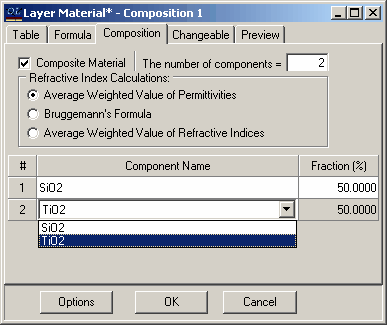 OL Layer Material* - Composition 1
Table Formula Composition Changeable Preview
Composite Material The number of components = 2
Refractive Index Calculations:
Average Weighted Value of Permittivities
Bruggemann's Formula
Average Weighted Value of Refractive Indices
# Component Name Fraction (%)
1 SiO2 50.0000
2 TiO2 50.0000
SiO2
TiO2
Options OK Cancel